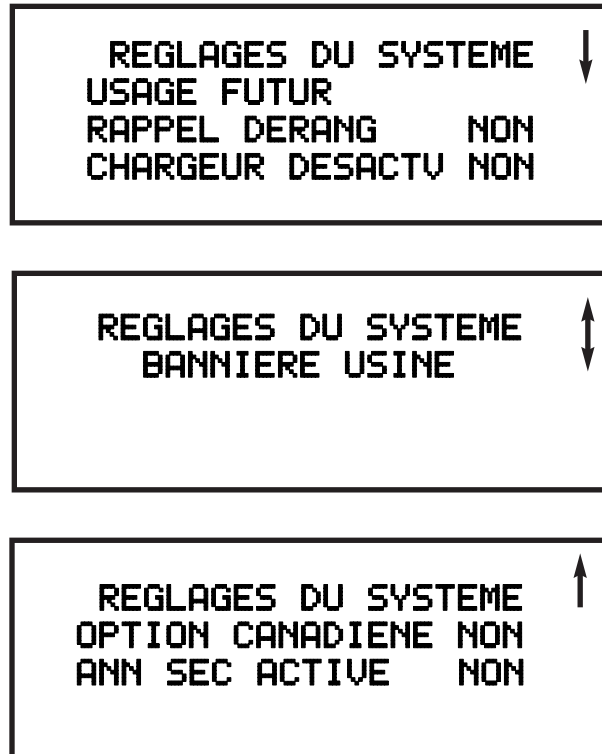 REGLAGES DU SYSTEME
USAGE FUTUR
RAPPEL DERANG NON
CHARGEUR DESACTV NON
REGLAGES DU SYSTEME
BANNIERE USINE
REGLAGES DU SYSTEME
OPTION CANADIENE NON
ANN SEC ACTIVE NON